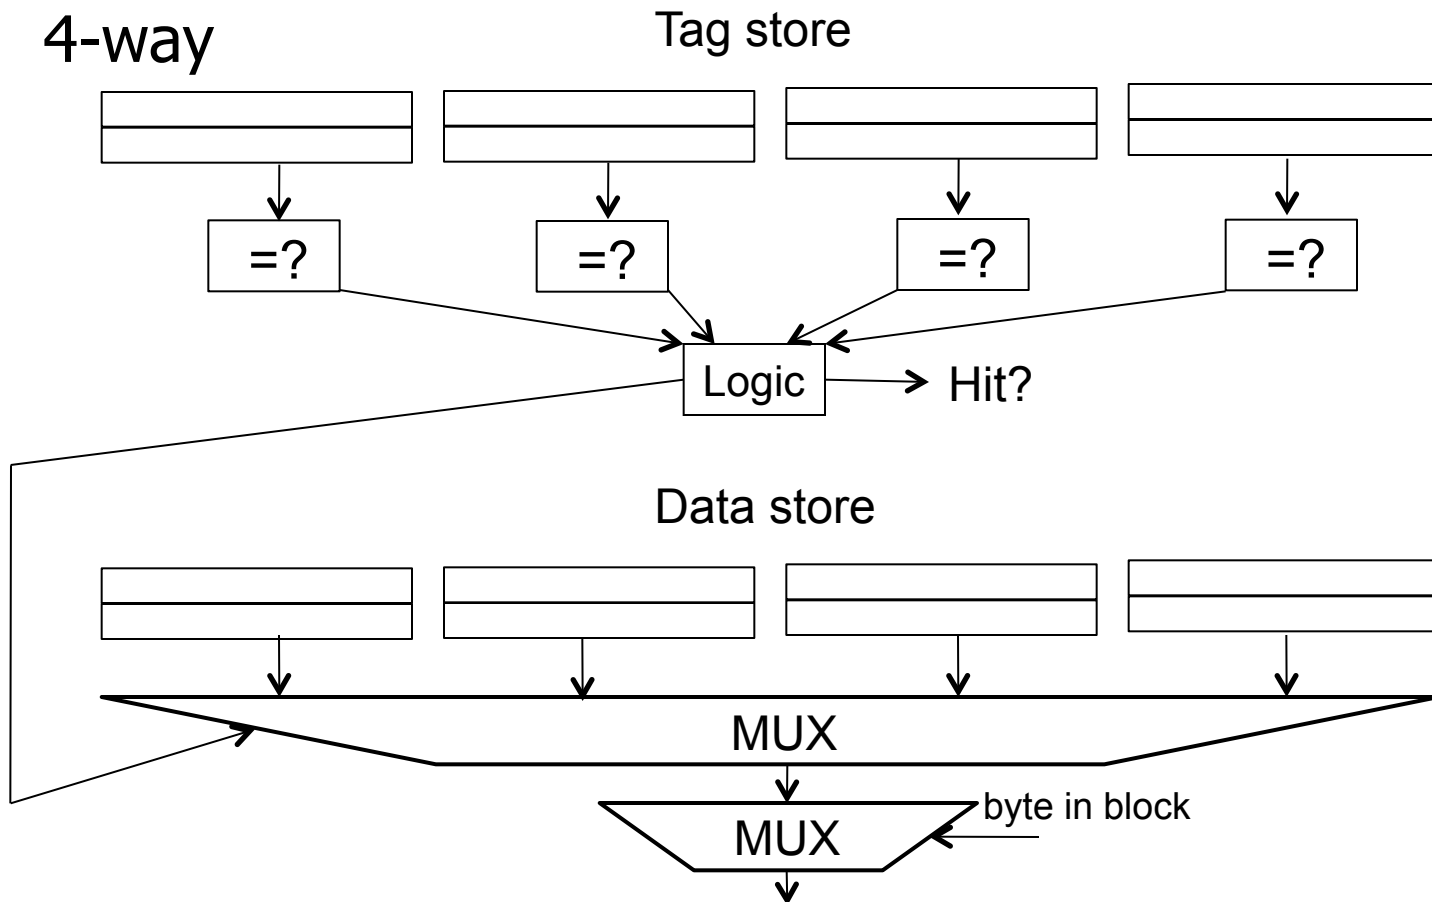 4-way
Tag store
=?
=?
=?
=?
Logic
Hit?
Data store
MUX
byte in block
MUX